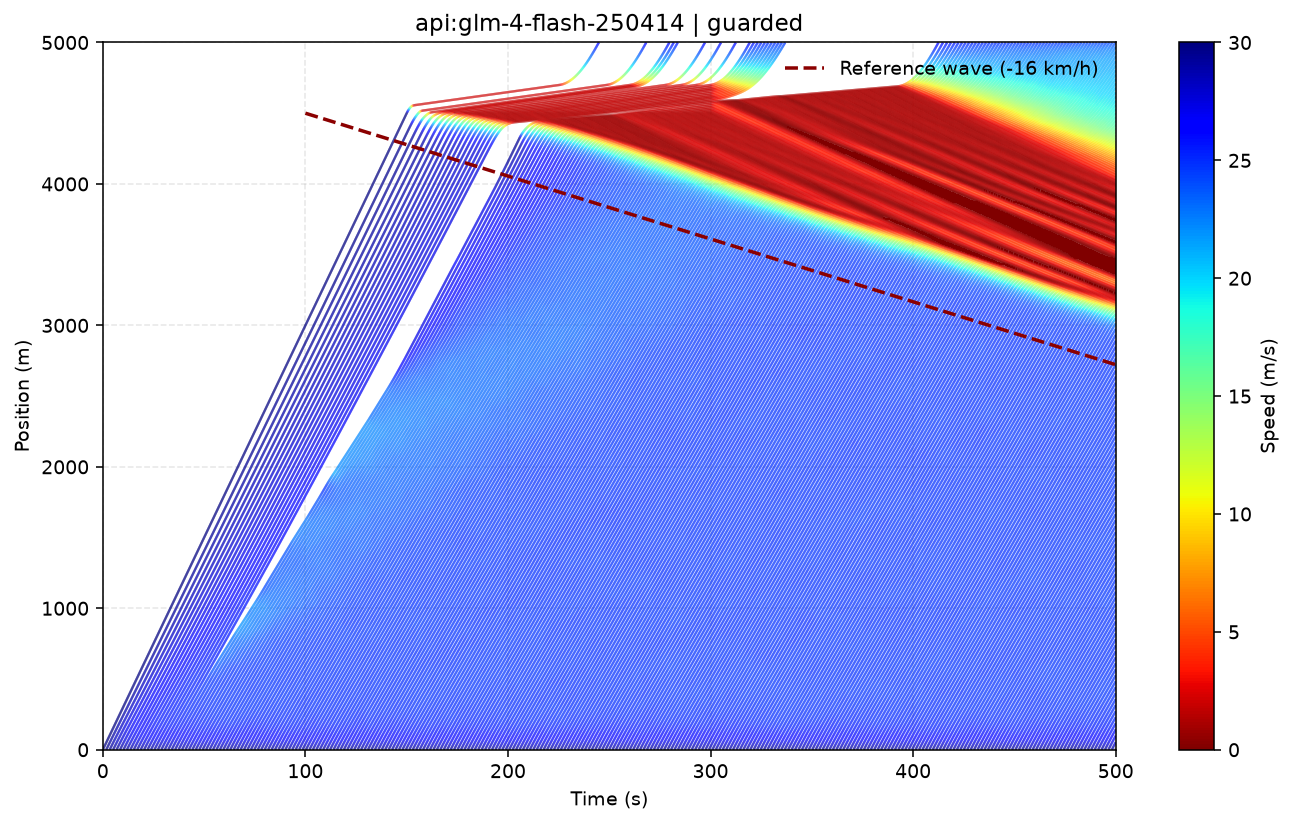 api:glm-4-flash-250414 | guarded
Reference wave (-16 km/h)
5000
4000
3000
2000
1000
0
Position (m)
0 100 200 300 400 500
Time (s)
30
25
20
15
10
5
0
Speed (m/s)